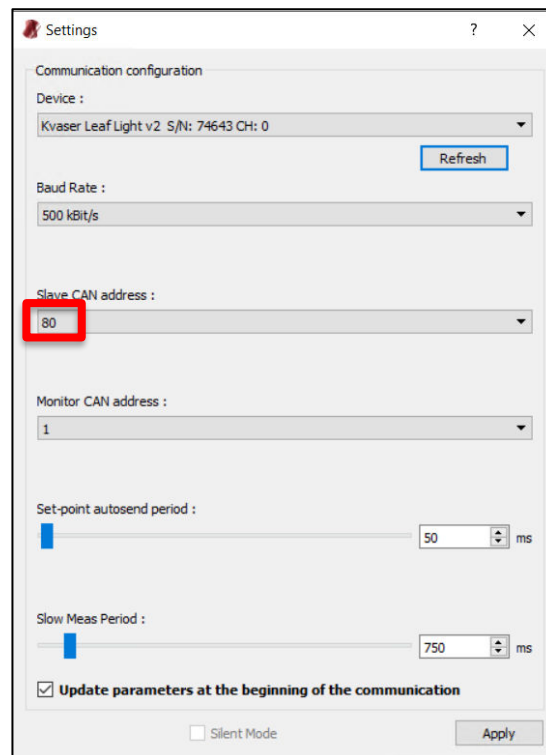 Settings
?
Communication configuration
Device :
Kvaser Leaf Light v2 S/N: 74643 CH: 0
Refresh
Baud Rate :
500 kBit/s
Slave CAN address :
80
Monitor CAN address :
1
Set-point autosend period :
50 ms
Slow Meas Period :
750 ms
Update parameters at the beginning of the communication
Silent Mode
Apply